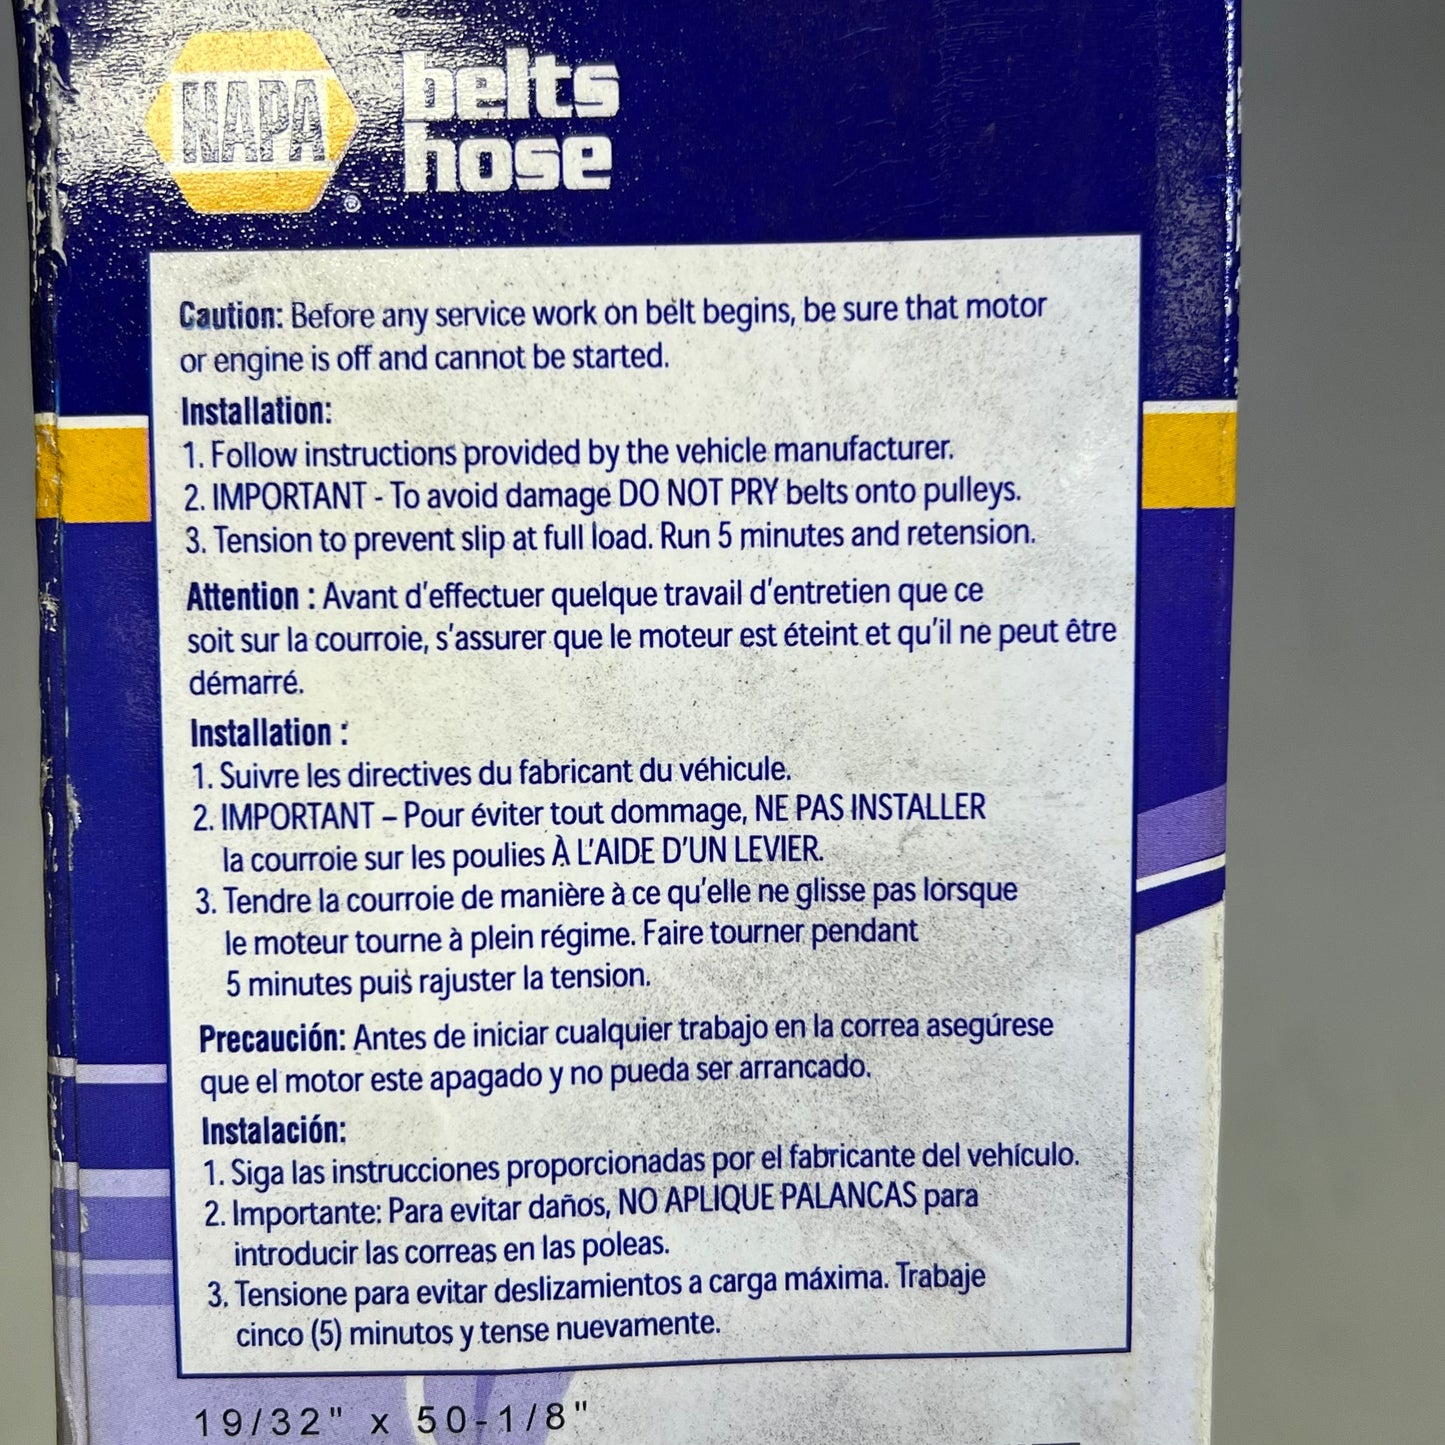 NAPA
®
belts
hose
Caution: Before any service work on belt begins, be sure that motor
or engine is off and cannot be started.
Installation:
1. Follow instructions provided by the vehicle manufacturer.
2. IMPORTANT - To avoid damage DO NOT PRY belts onto pulleys.
3. Tension to prevent slip at full load. Run 5 minutes and retension.
Attention : Avant d'effectuer quelque travail d'entretien que ce
soit sur la courroie, s'assurer que le moteur est éteint et qu'il ne peut être
démarré.
Installation :
1. Suivre les directives du fabricant du véhicule.
2. IMPORTANT – Pour éviter tout dommage, NE PAS INSTALLER
la courroie sur les poulies À L'AIDE D'UN LEVIER.
3. Tendre la courroie de manière à ce qu'elle ne glisse pas lorsque
le moteur tourne à plein régime. Faire tourner pendant
5 minutes puis rajuster la tension.
Precaución: Antes de iniciar cualquier trabajo en la correa asegúrese
que el motor este apagado y no pueda ser arrancado.
Instalación:
1. Siga las instrucciones proporcionadas por el fabricante del vehículo.
2. Importante: Para evitar daños, NO APLIQUE PALANCAS para
introducir las correas en las poleas.
3. Tensione para evitar deslizamientos a carga máxima. Trabaje
cinco (5) minutos y tense nuevamente.
19/32" x 50-1/8"